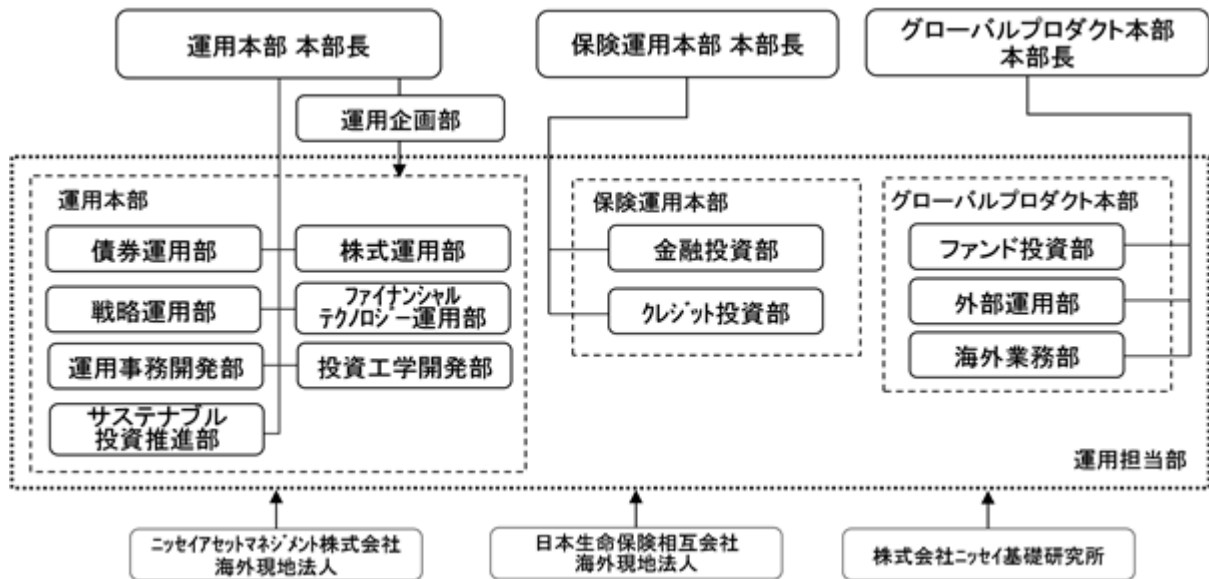 運用本部 本部長
保険運用本部 本部長
グローバルプロダクト本部
本部長
運用企画部
運用本部
債券運用部
株式運用部
戦略運用部
ファイナンシャル
テクノロジー運用部
運用事務開発部
投資工学開発部
サステナブル
投資推進部
保険運用本部
金融投資部
クレジット投資部
グローバルプロダクト本部
ファンド投資部
外部運用部
海外業務部
運用担当部
ニッセイアセットマネジメント株式会社
海外現地法人
日本生命保険相互会社
海外現地法人
株式会社ニッセイ基礎研究所